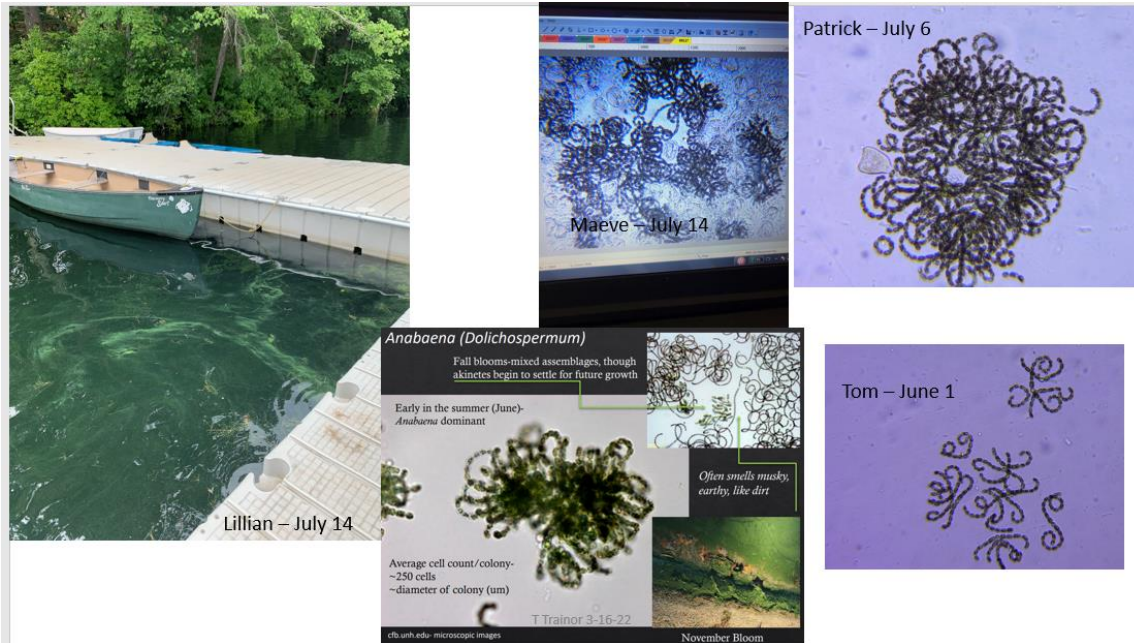 Lillian – July 14
Maeve – July 14
Patrick – July 6
Anabaena (Dolichospermum)
Fall blooms-mixed assemblages, though
akinetes begin to settle for future growth
Early in the summer (June)-
Anabaena dominant
Often smells musky,
earthy, like dirt
Average cell count/colony-
~250 cells
~diameter of colony (um)
T Trainor 3-16-22
cfb.unh.edu- microscopic images
November Bloom
Tom – June 1